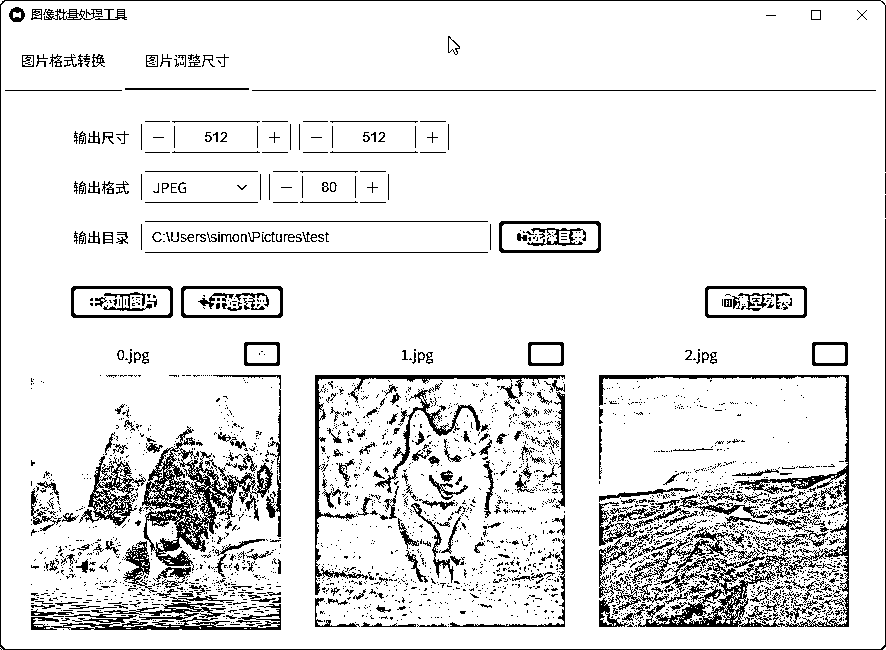 图像批量处理工具
图片格式转换 图片调整尺寸
输出尺寸 512 512
输出格式 JPEG 80
输出目录 C:\Users\simon\Pictures\test 选择目录
添加图片 开始转换 清空列表
0.jpg 1.jpg 2.jpg